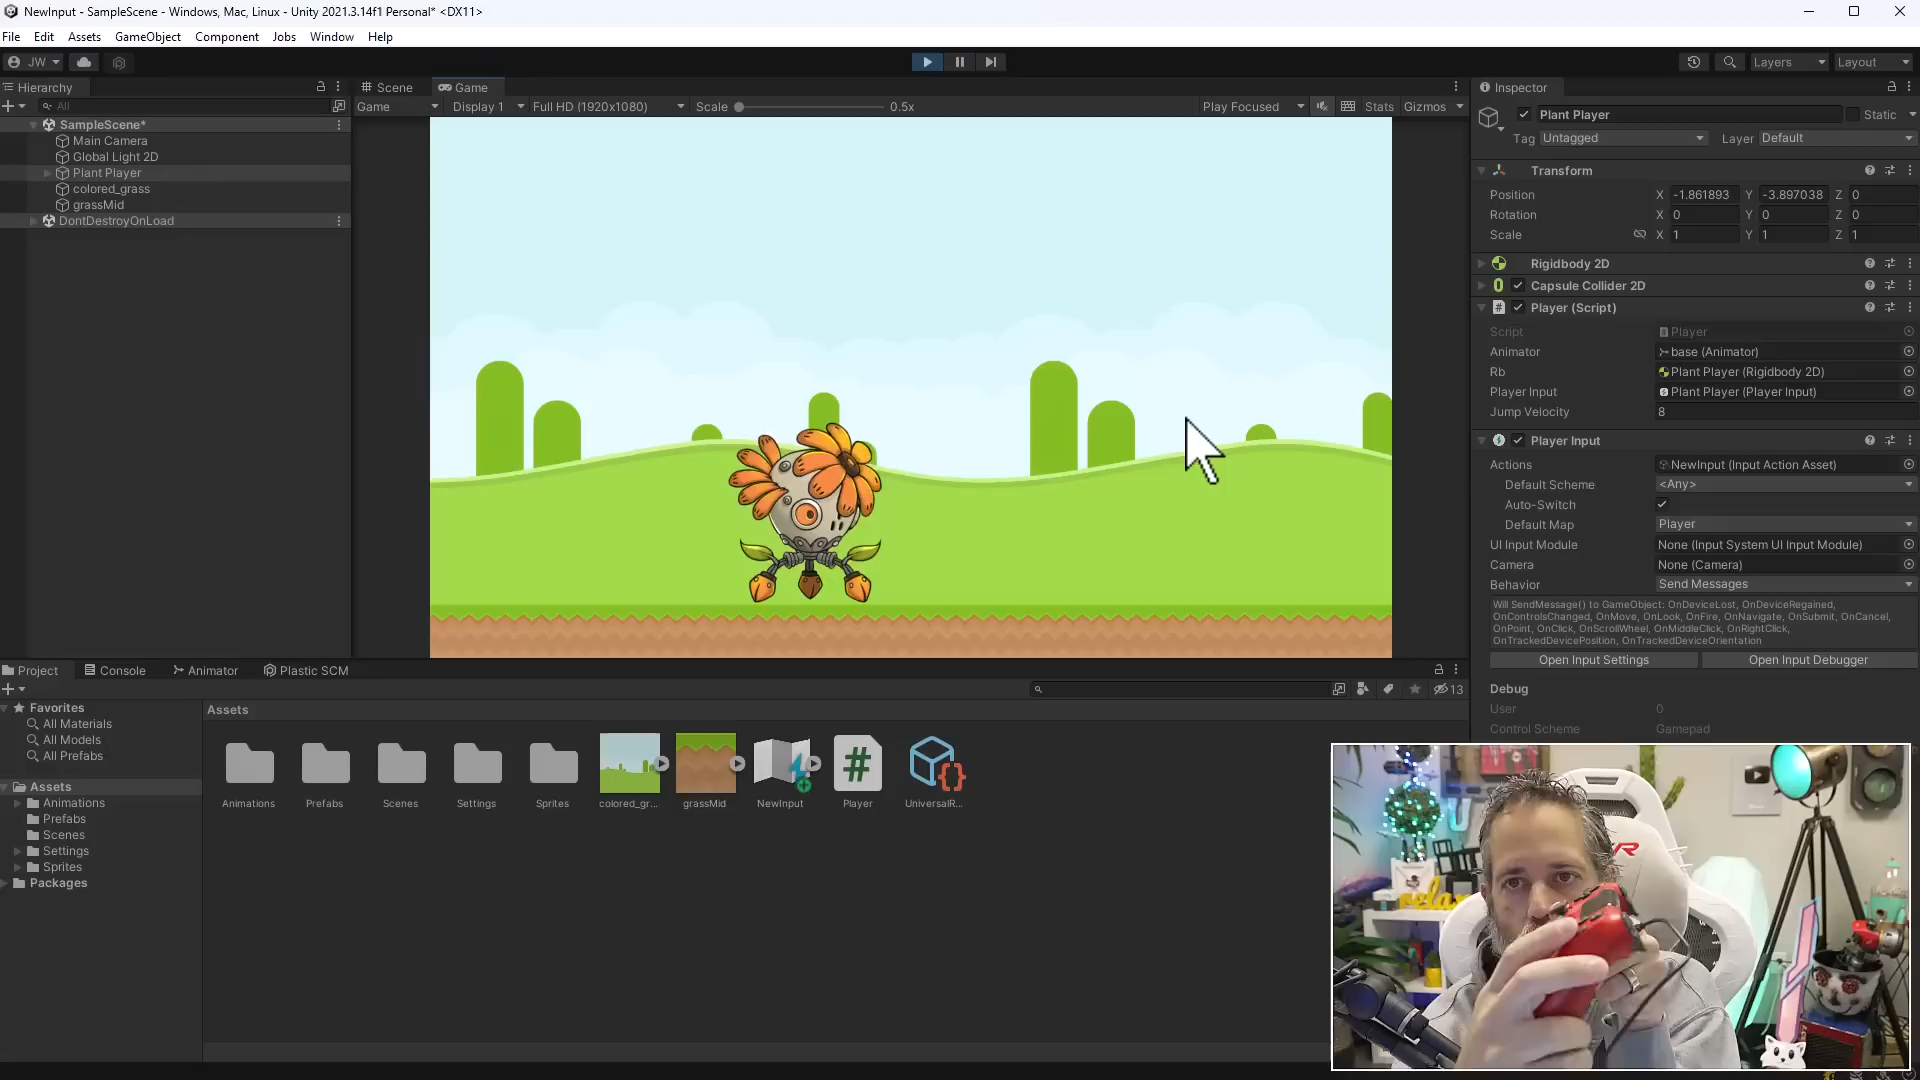 NewInput - SampleScene - Windows, Mac, Linux - Unity 2021.3.14f1 Personal* <DX11>
File Edit Assets GameObject Component Jobs Window Help
JW Layers Layout
Hierarchy
All
SampleScene*
Main Camera
Global Light 2D
Plant Player
colored_grass
grassMid
DontDestroyOnLoad
Scene Game
Game Display 1 Full HD (1920x1080) Scale 0.5x Play Focused Stats Gizmos
Inspector
Plant Player Static
Tag Untagged Layer Default
Transform
Position X -1.861893 Y -3.897038 Z 0
Rotation X 0 Y 0 Z 0
Scale X 1 Y 1 Z 1
Rigidbody 2D
Capsule Collider 2D
Player (Script)
Script Player
Animator base (Animator)
Rb Plant Player (Rigidbody 2D)
Player Input Plant Player (Player Input)
Jump Velocity 8
Player Input
Actions NewInput (Input Action Asset)
Default Scheme <Any>
Auto-Switch
Default Map Player
UI Input Module None (Input System UI Input Module)
Camera None (Camera)
Behavior Send Messages
Will SendMessage() to GameObject: OnDeviceLost, OnDeviceRegained,
OnControlsChanged, OnMove, OnLook, OnFire, OnNavigate, OnSubmit, OnCancel,
OnPoint, OnClick, OnScrollWheel, OnMiddleClick, OnRightClick,
OnTrackedDevicePosition, OnTrackedDeviceOrientation
Open Input Settings Open Input Debugger
Debug
User 0
Control Scheme Gamepad
Project Console Animator Plastic SCM
13
Favorites
All Materials
All Models
All Prefabs
Assets
Animations
Prefabs
Scenes
Settings
Sprites
Packages
Assets
Animations Prefabs Scenes Settings Sprites colored_gr... grassMid NewInput Player UniversalR...
relax